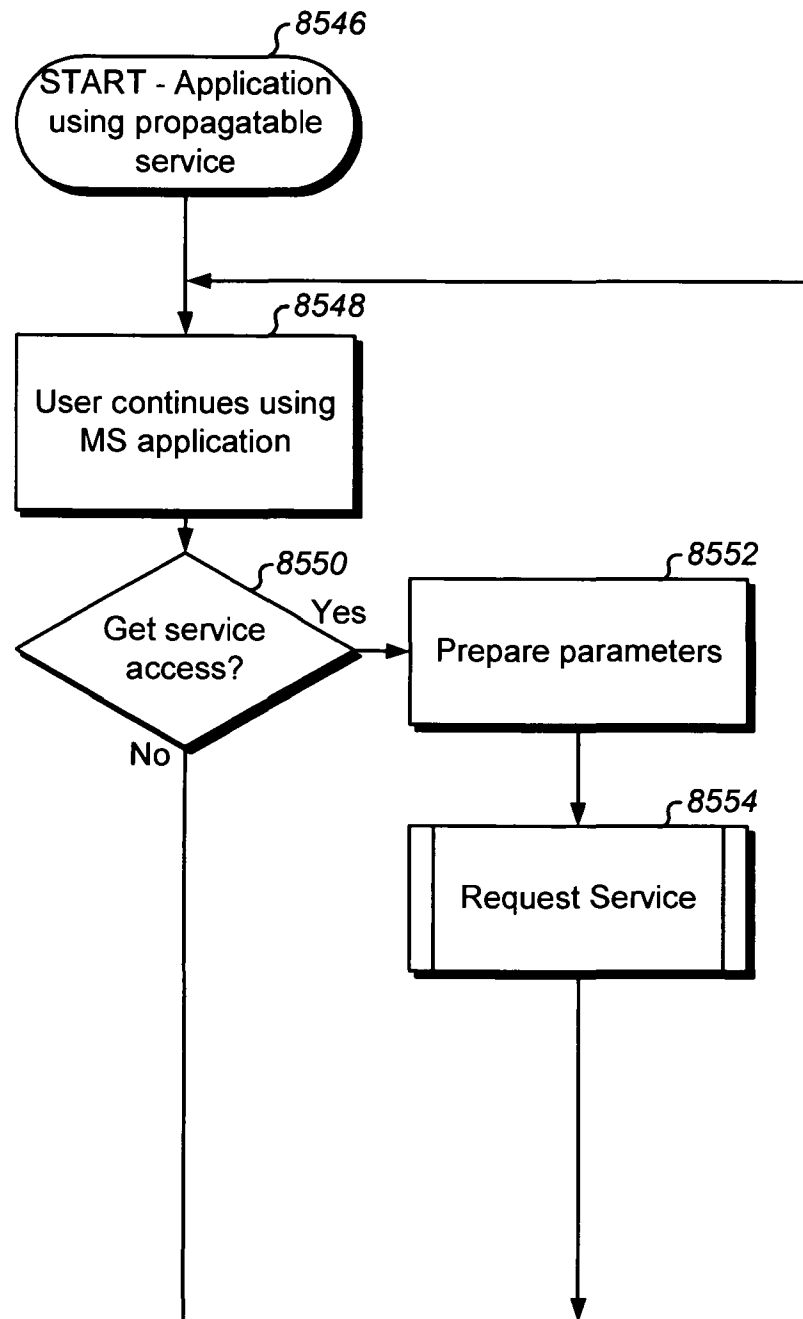 8546
START - Application
using propagatable
service
8548
User continues using
MS application
8550
Get service
access?
Yes
No
8552
Prepare parameters
8554
Request Service